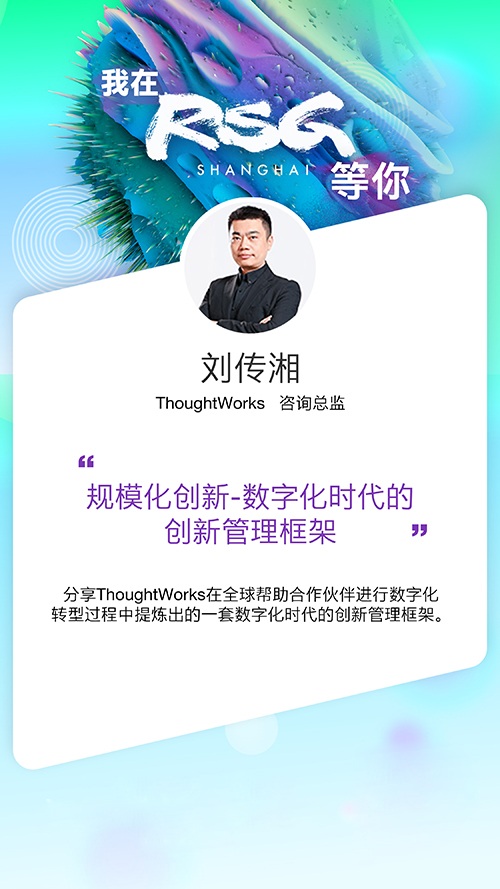 我在
RSG
SHANGHAI
等你
刘传湘
ThoughtWorks 咨询总监
“
规模化创新-数字化时代的
创新管理框架
”
分享ThoughtWorks在全球帮助合作伙伴进行数字化
转型过程中提炼出的一套数字化时代的创新管理框架。